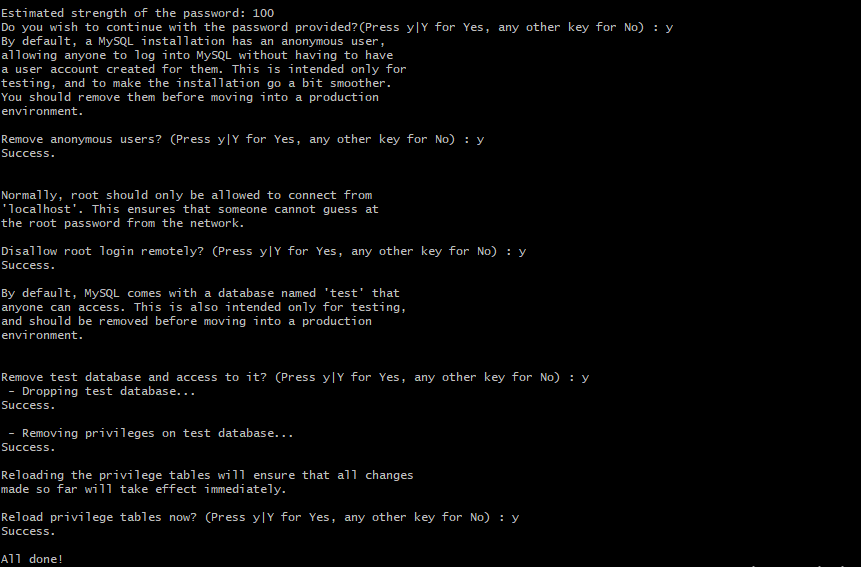 Estimated strength of the password: 100
Do you wish to continue with the password provided?(Press y|Y for Yes, any other key for No) : y
By default, a MySQL installation has an anonymous user,
allowing anyone to log into MySQL without having to have
a user account created for them. This is intended only for
testing, and to make the installation go a bit smoother.
You should remove them before moving into a production
environment.
Remove anonymous users? (Press y|Y for Yes, any other key for No) : y
Success.
Normally, root should only be allowed to connect from
'localhost'. This ensures that someone cannot guess at
the root password from the network.
Disallow root login remotely? (Press y|Y for Yes, any other key for No) : y
Success.
By default, MySQL comes with a database named 'test' that
anyone can access. This is also intended only for testing,
and should be removed before moving into a production
environment.
Remove test database and access to it? (Press y|Y for Yes, any other key for No) : y
- Dropping test database...
Success.
- Removing privileges on test database...
Success.
Reloading the privilege tables will ensure that all changes
made so far will take effect immediately.
Reload privilege tables now? (Press y|Y for Yes, any other key for No) : y
Success.
All done!